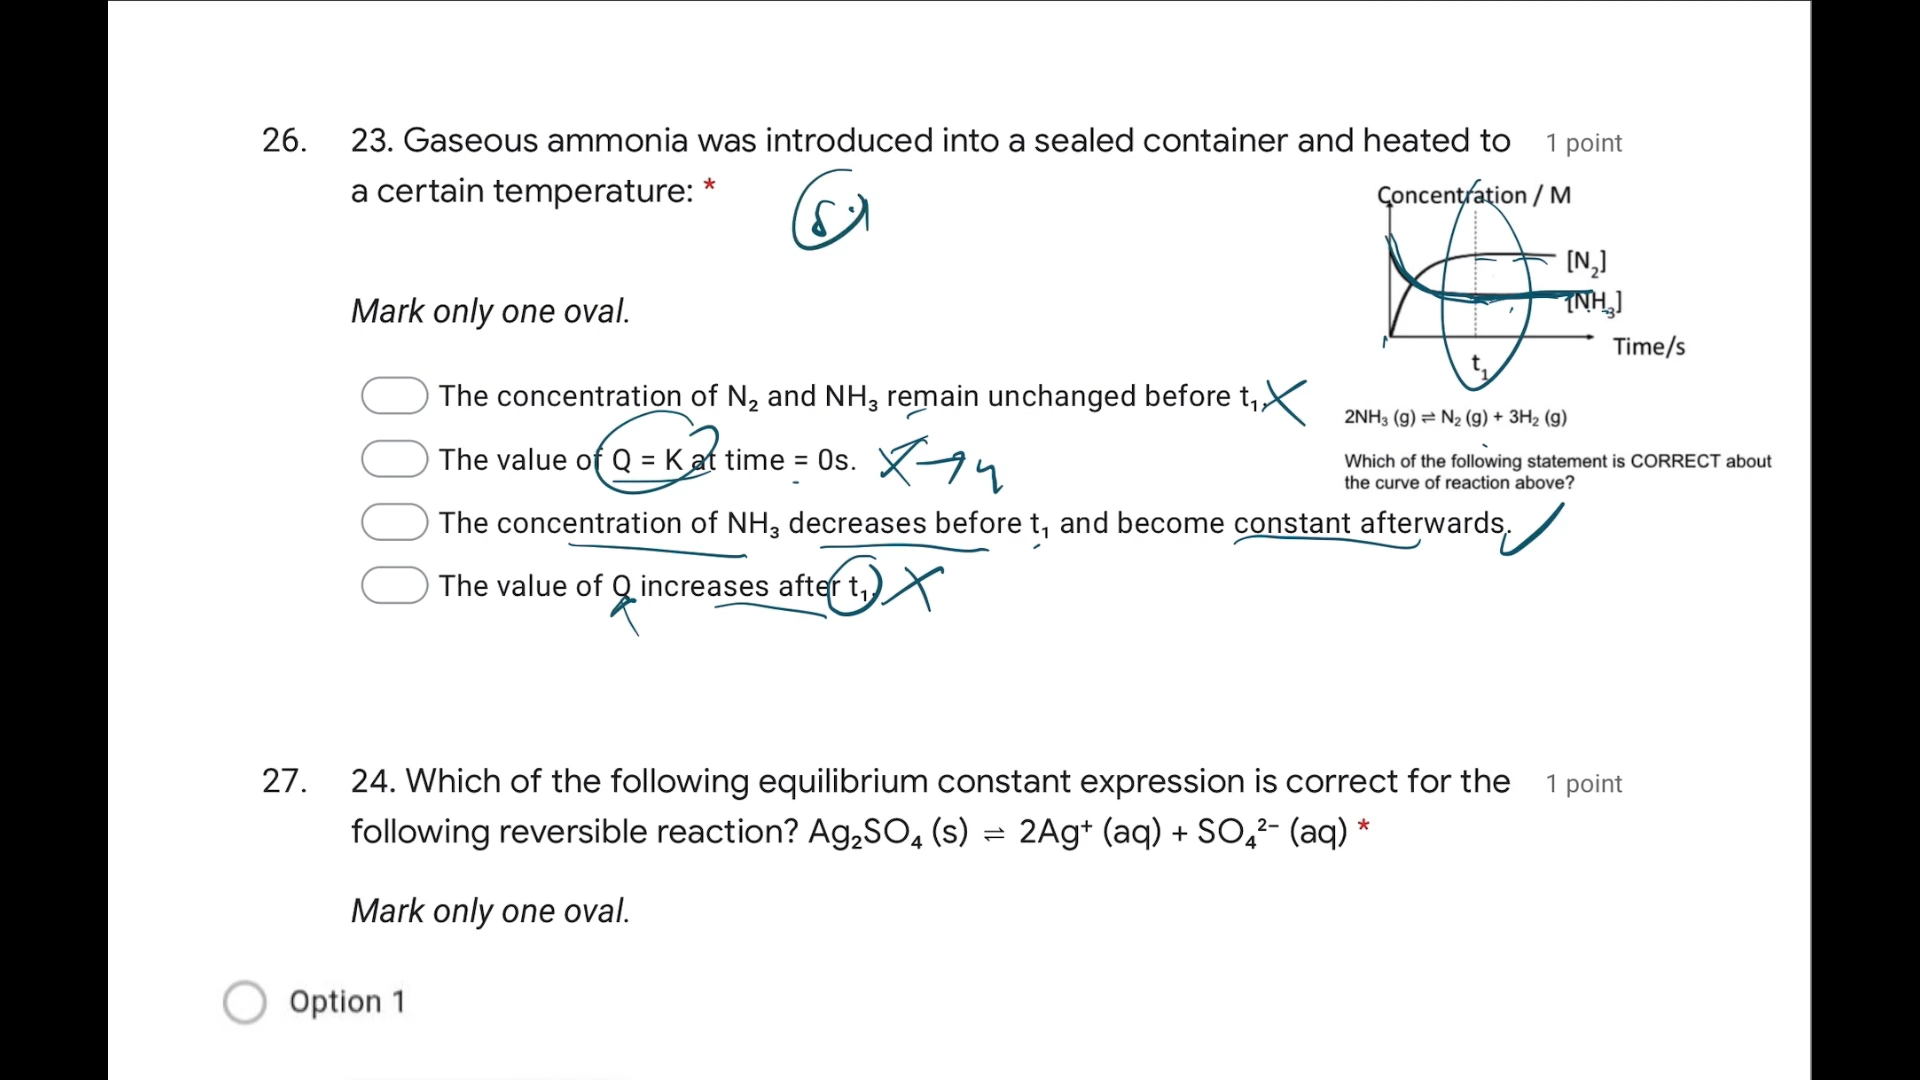 26. 23. Gaseous ammonia was introduced into a sealed container and heated to 1 point
a certain temperature: *
Concentration / M
[N₂]
[NH₃]
Time/s
t₁
Mark only one oval.
The concentration of N₂ and NH₃ remain unchanged before t₁.
2NH₃ (g) ⇌ N₂ (g) + 3H₂ (g)
The value of Q = K at time = 0s.
Which of the following statement is CORRECT about
the curve of reaction above?
The concentration of NH₃ decreases before t₁ and become constant afterwards.
The value of Q increases after t₁.
27. 24. Which of the following equilibrium constant expression is correct for the 1 point
following reversible reaction? Ag₂SO₄ (s) ⇌ 2Ag⁺ (aq) + SO₄²⁻ (aq) *
Mark only one oval.
Option 1